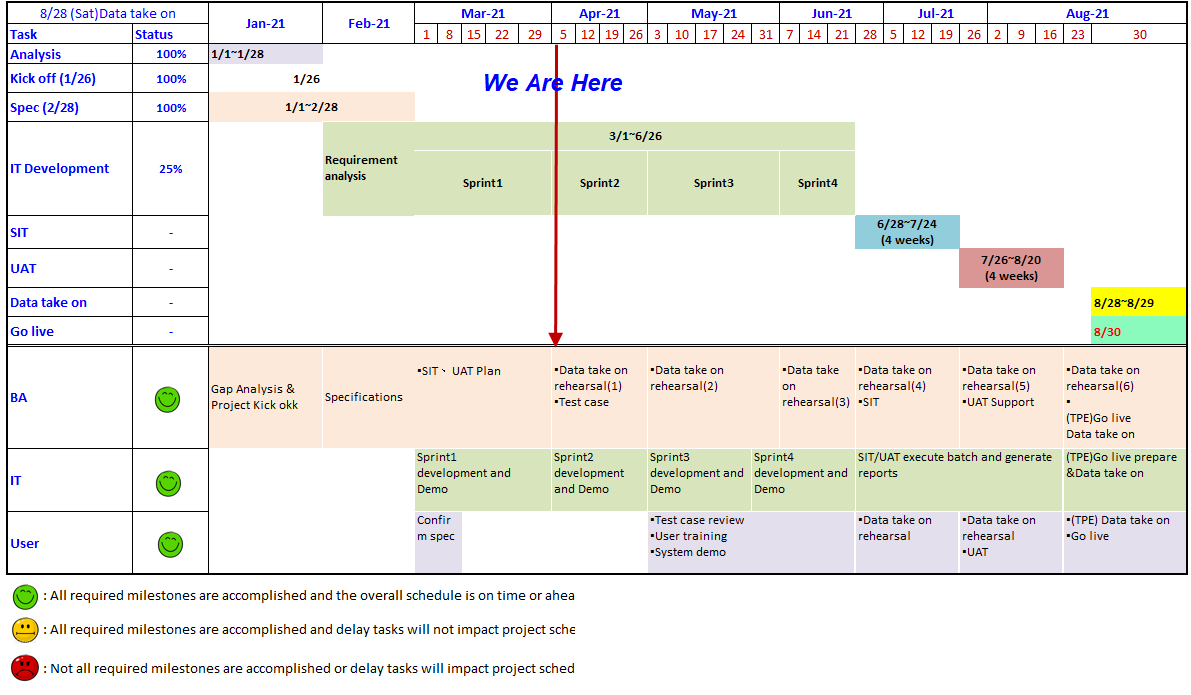 8/28 (Sat)Data take on
Jan-21
Feb-21
Mar-21
Apr-21
May-21
Jun-21
Jul-21
Aug-21
Task
Status
1 8 15 22 29 5 12 19 26 3 10 17 24 31 7 14 21 28 5 12 19 26 2 9 16 23 30
Analysis
100%
1/1~1/28
Kick off (1/26)
100%
1/26
We Are Here
Spec (2/28)
100%
1/1~2/28
IT Development
25%
Requirement
analysis
3/1~6/26
Sprint1
Sprint2
Sprint3
Sprint4
SIT
-
6/28~7/24
(4 weeks)
UAT
-
7/26~8/20
(4 weeks)
Data take on
-
8/28~8/29
Go live
-
8/30
BA
Gap Analysis &
Project Kick okk
Specifications
▪SIT、UAT Plan
▪Data take on
rehearsal(1)
▪Test case
▪Data take on
rehearsal(2)
▪Data take
on
rehearsal(3)
▪Data take on
rehearsal(4)
▪SIT
▪Data take on
rehearsal(5)
▪UAT Support
▪Data take on
rehearsal(6)
▪
(TPE)Go live
Data take on
IT
Sprint1
development and
Demo
Sprint2
development
and Demo
Sprint3
development and
Demo
Sprint4
development and
Demo
SIT/UAT execute batch and generate
reports
(TPE)Go live prepare
&Data take on
User
Confir
m spec
▪Test case review
▪User training
▪System demo
▪Data take on
rehearsal
▪Data take on
rehearsal
▪UAT
▪(TPE) Data take on
▪Go live
: All required milestones are accomplished and the overall schedule is on time or ahea
: All required milestones are accomplished and delay tasks will not impact project sche
: Not all required milestones are accomplished or delay tasks will impact project sched